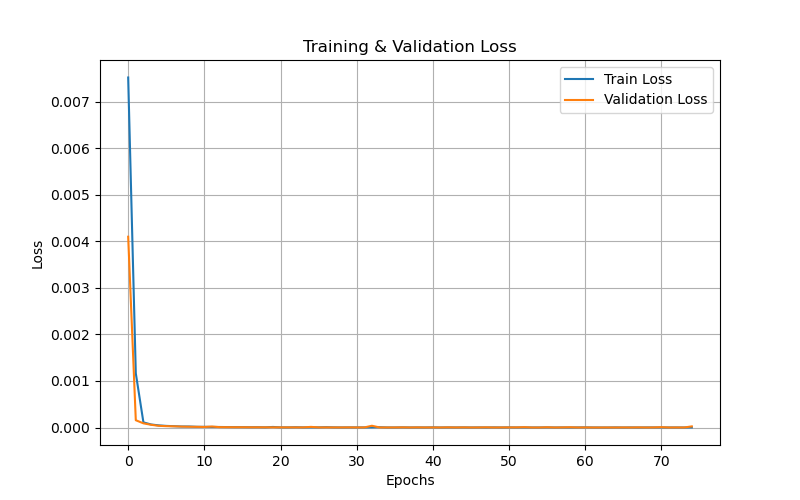 Training & Validation Loss
Train Loss
Validation Loss
0.007
0.006
0.005
0.004
0.003
0.002
0.001
0.000
Loss
0 10 20 30 40 50 60 70
Epochs